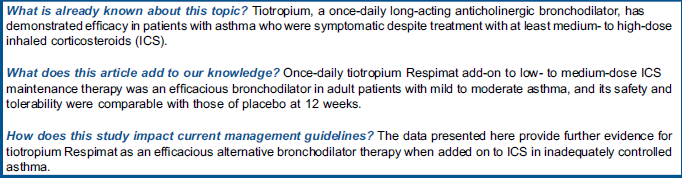 What is already known about this topic? Tiotropium, a once-daily long-acting anticholinergic bronchodilator, has
demonstrated efficacy in patients with asthma who were symptomatic despite treatment with at least medium- to high-dose
inhaled corticosteroids (ICS).
What does this article add to our knowledge? Once-daily tiotropium Respimat add-on to low- to medium-dose ICS
maintenance therapy was an efficacious bronchodilator in adult patients with mild to moderate asthma, and its safety and
tolerability were comparable with those of placebo at 12 weeks.
How does this study impact current management guidelines? The data presented here provide further evidence for
tiotropium Respimat as an efficacious alternative bronchodilator therapy when added on to ICS in inadequately controlled
asthma.